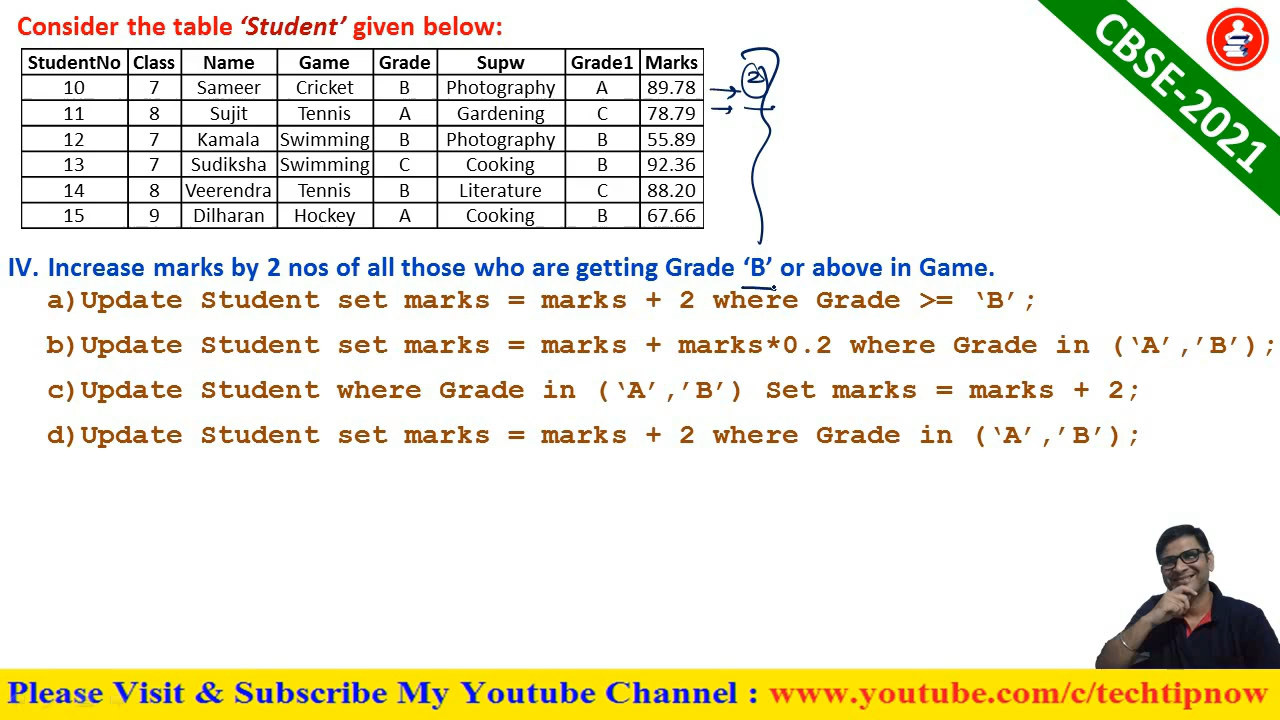 Consider the table ‘Student’ given below:
CBSE-2021
StudentNo Class Name Game Grade Supw Grade1 Marks
10 7 Sameer Cricket B Photography A 89.78
11 8 Sujit Tennis A Gardening C 78.79
12 7 Kamala Swimming B Photography B 55.89
13 7 Sudiksha Swimming C Cooking B 92.36
14 8 Veerendra Tennis B Literature C 88.20
15 9 Dilharan Hockey A Cooking B 67.66
2
IV. Increase marks by 2 nos of all those who are getting Grade ‘B’ or above in Game.
a)Update Student set marks = marks + 2 where Grade >= ‘B’;
b)Update Student set marks = marks + marks*0.2 where Grade in (‘A’,’B’);
c)Update Student where Grade in (‘A’,’B’) Set marks = marks + 2;
d)Update Student set marks = marks + 2 where Grade in (‘A’,’B’);
Please Visit & Subscribe My Youtube Channel : www.youtube.com/c/techtipnow